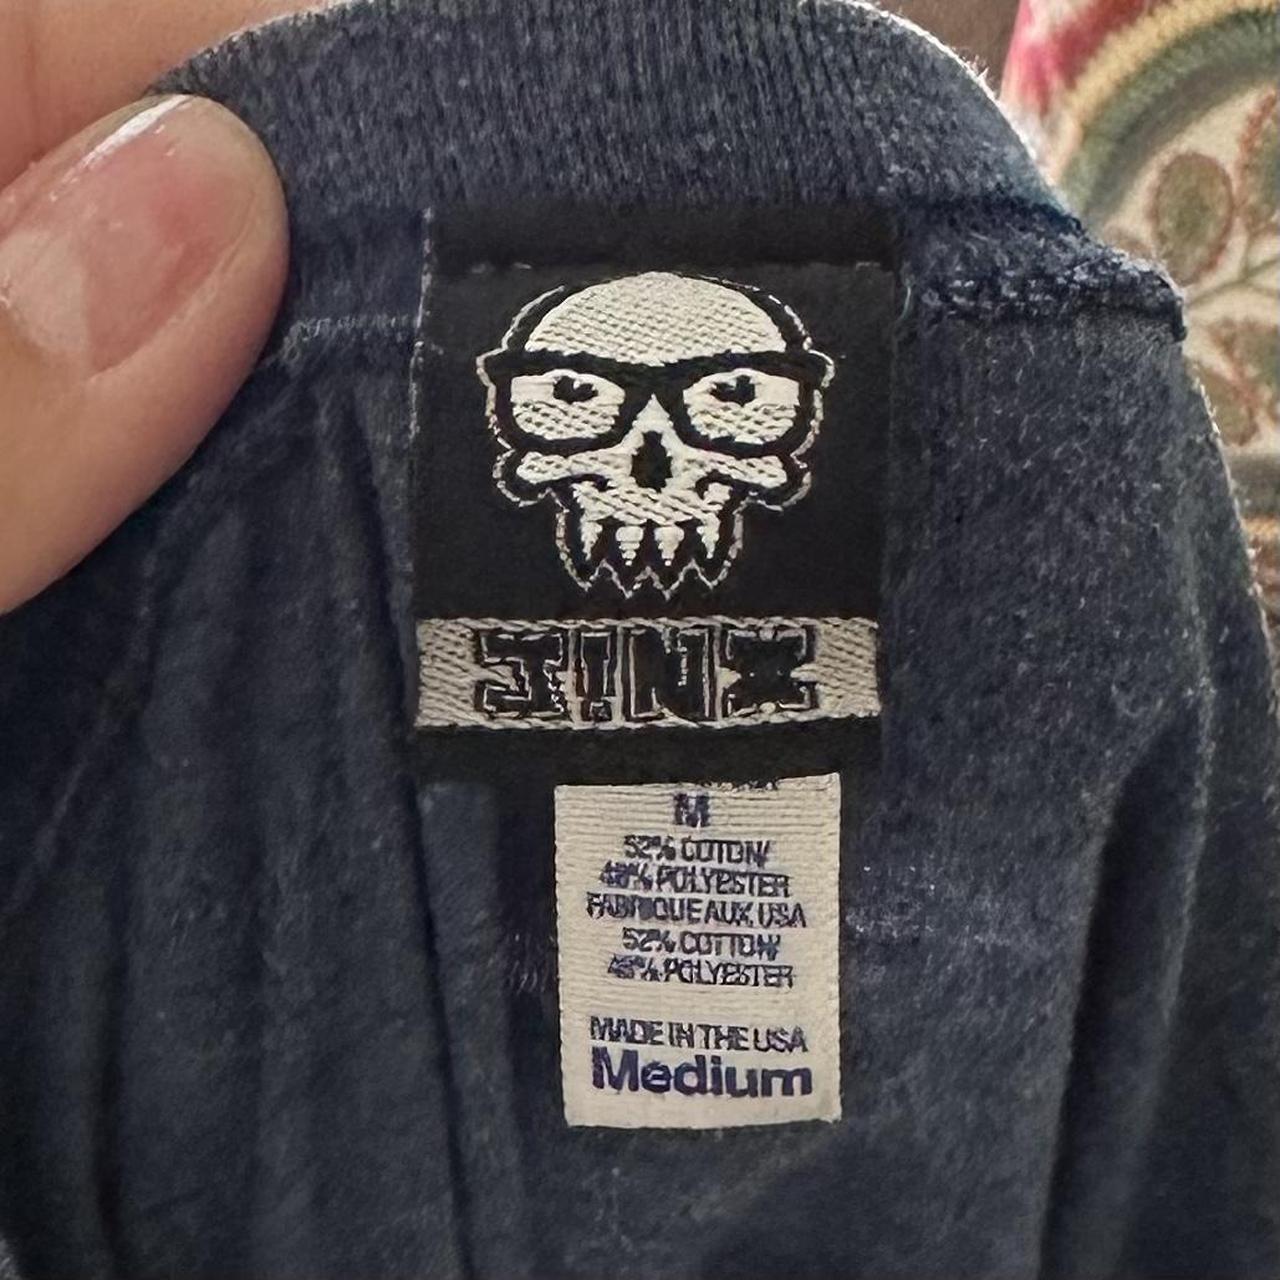 J!NX
M
52% COTTON/
48% POLYESTER
FABRIQUE AUX USA
52% COTTON/
48% POLYESTER
MADE IN THE USA
Medium